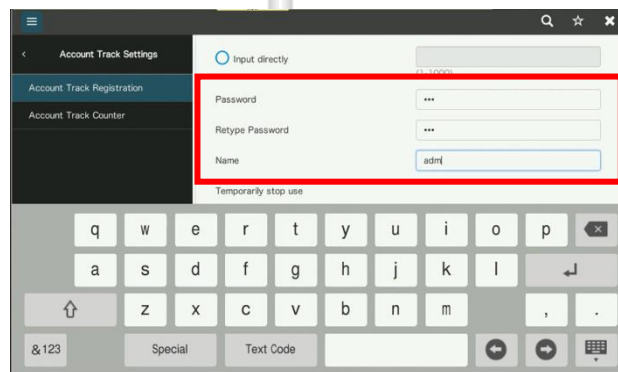 Account Track Settings
Input directly
(1-1000)
Account Track Registration
Password
•••
Account Track Counter
Retype Password
•••
Name
adm
Temporarily stop use
q w e r t y u i o p
a s d f g h j k l
z x c v b n m , .
&123 Special Text Code